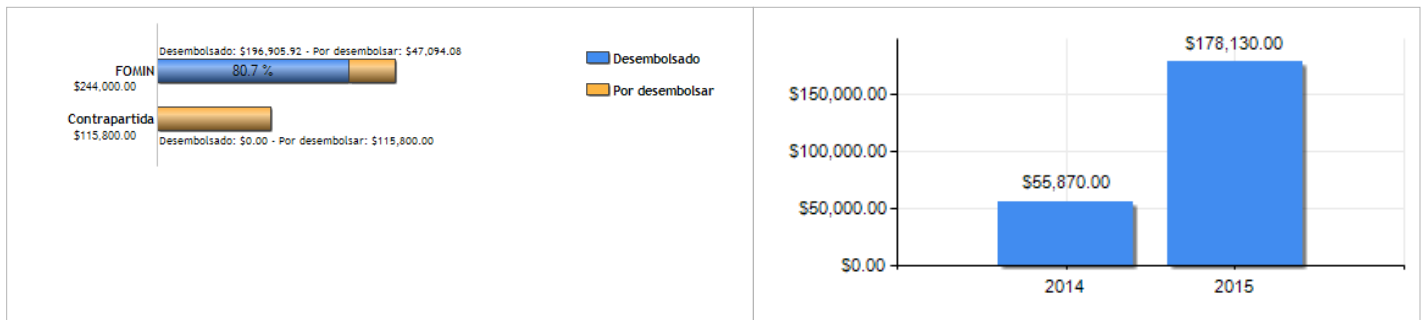 Desembolsado: $196,905.92 - Por desembolsar: $47,094.08
FOMIN
$244,000.00
80.7 %
Contrapartida
$115,800.00
Desembolsado: $0.00 - Por desembolsar: $115,800.00
Desembolsado
Por desembolsar
$178,130.00
$150,000.00
$100,000.00
$55,870.00
$50,000.00
$0.00
2014
2015